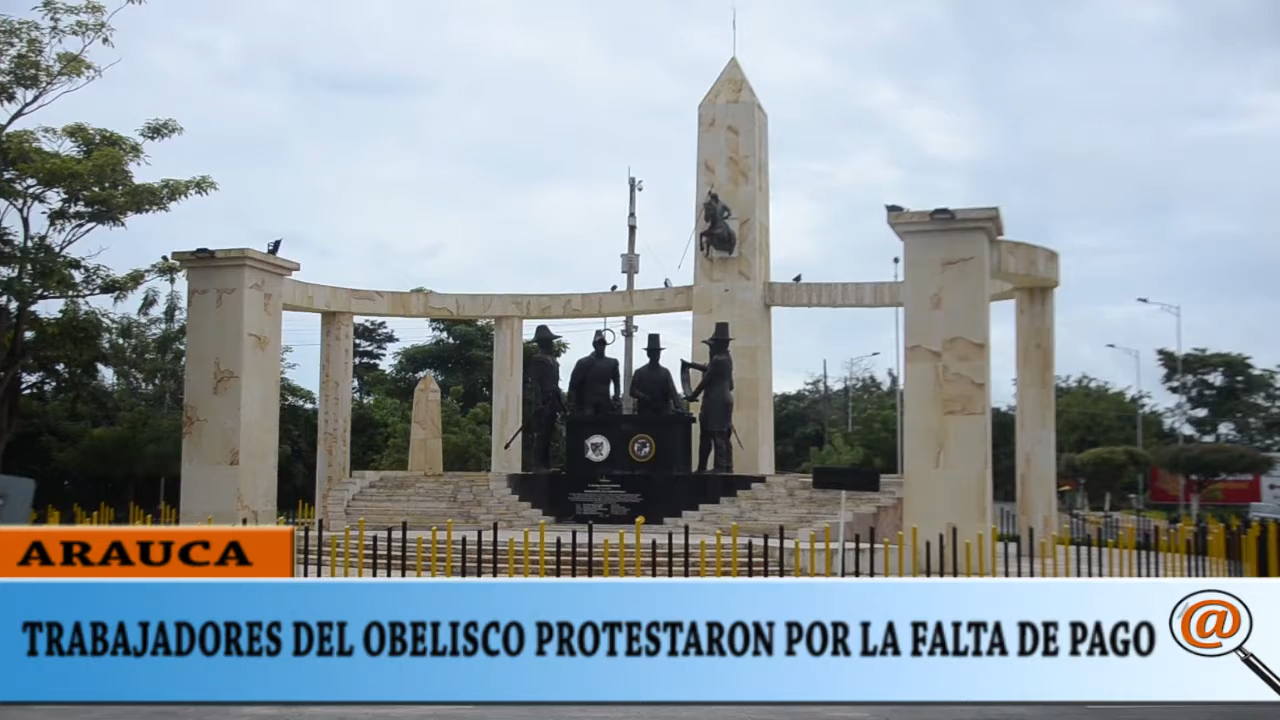 ARAUCA
TRABAJADORES DEL OBELISCO PROTESTARON POR LA FALTA DE PAGO
@